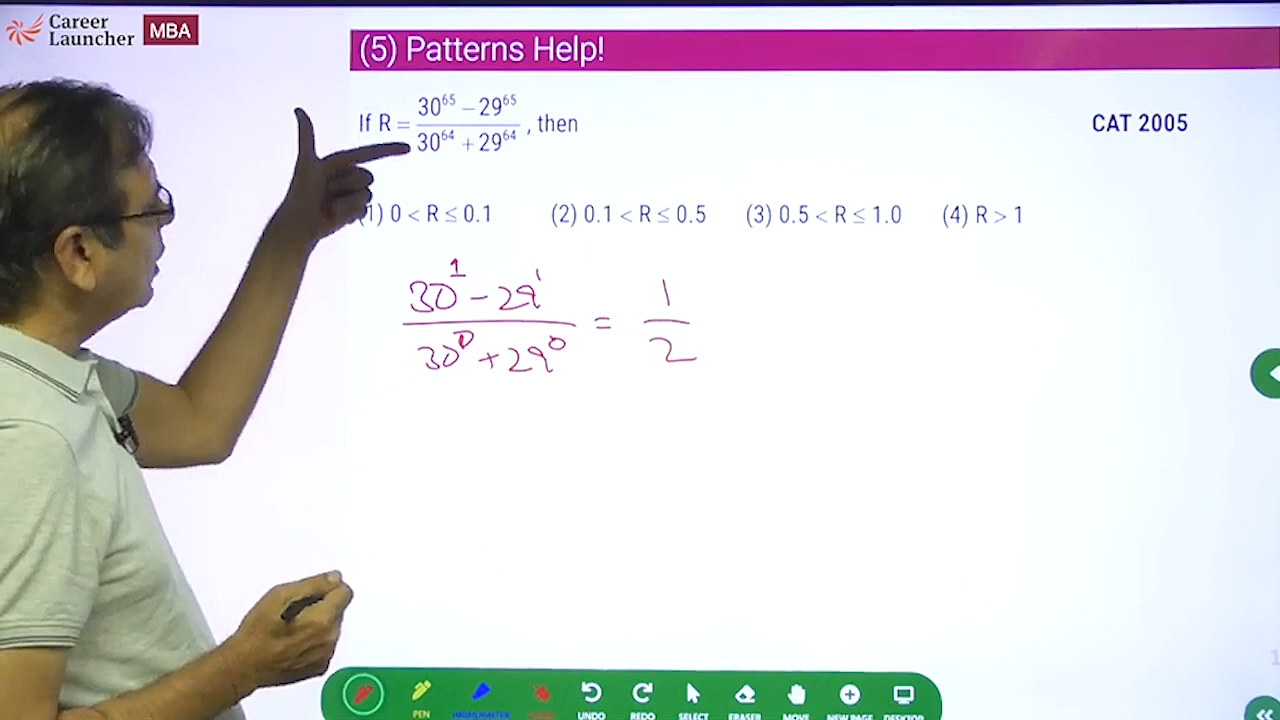 Career
Launcher MBA
(5) Patterns Help!
If R = (30^65 − 29^65) / (30^64 + 29^64) , then
CAT 2005
(1) 0 < R ≤ 0.1 (2) 0.1 < R ≤ 0.5 (3) 0.5 < R ≤ 1.0 (4) R > 1
(30^1 − 29^1) / (30^0 + 29^0) = 1/2
PEN HIGHLIGHTER UNDO REDO SELECT ERASER MOVE NEW PAGE DESKTOP